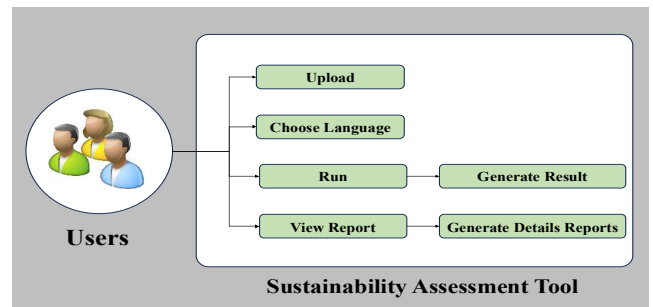 Upload
Choose Language
Run
Generate Result
View Report
Generate Details Reports
Users
Sustainability Assessment Tool